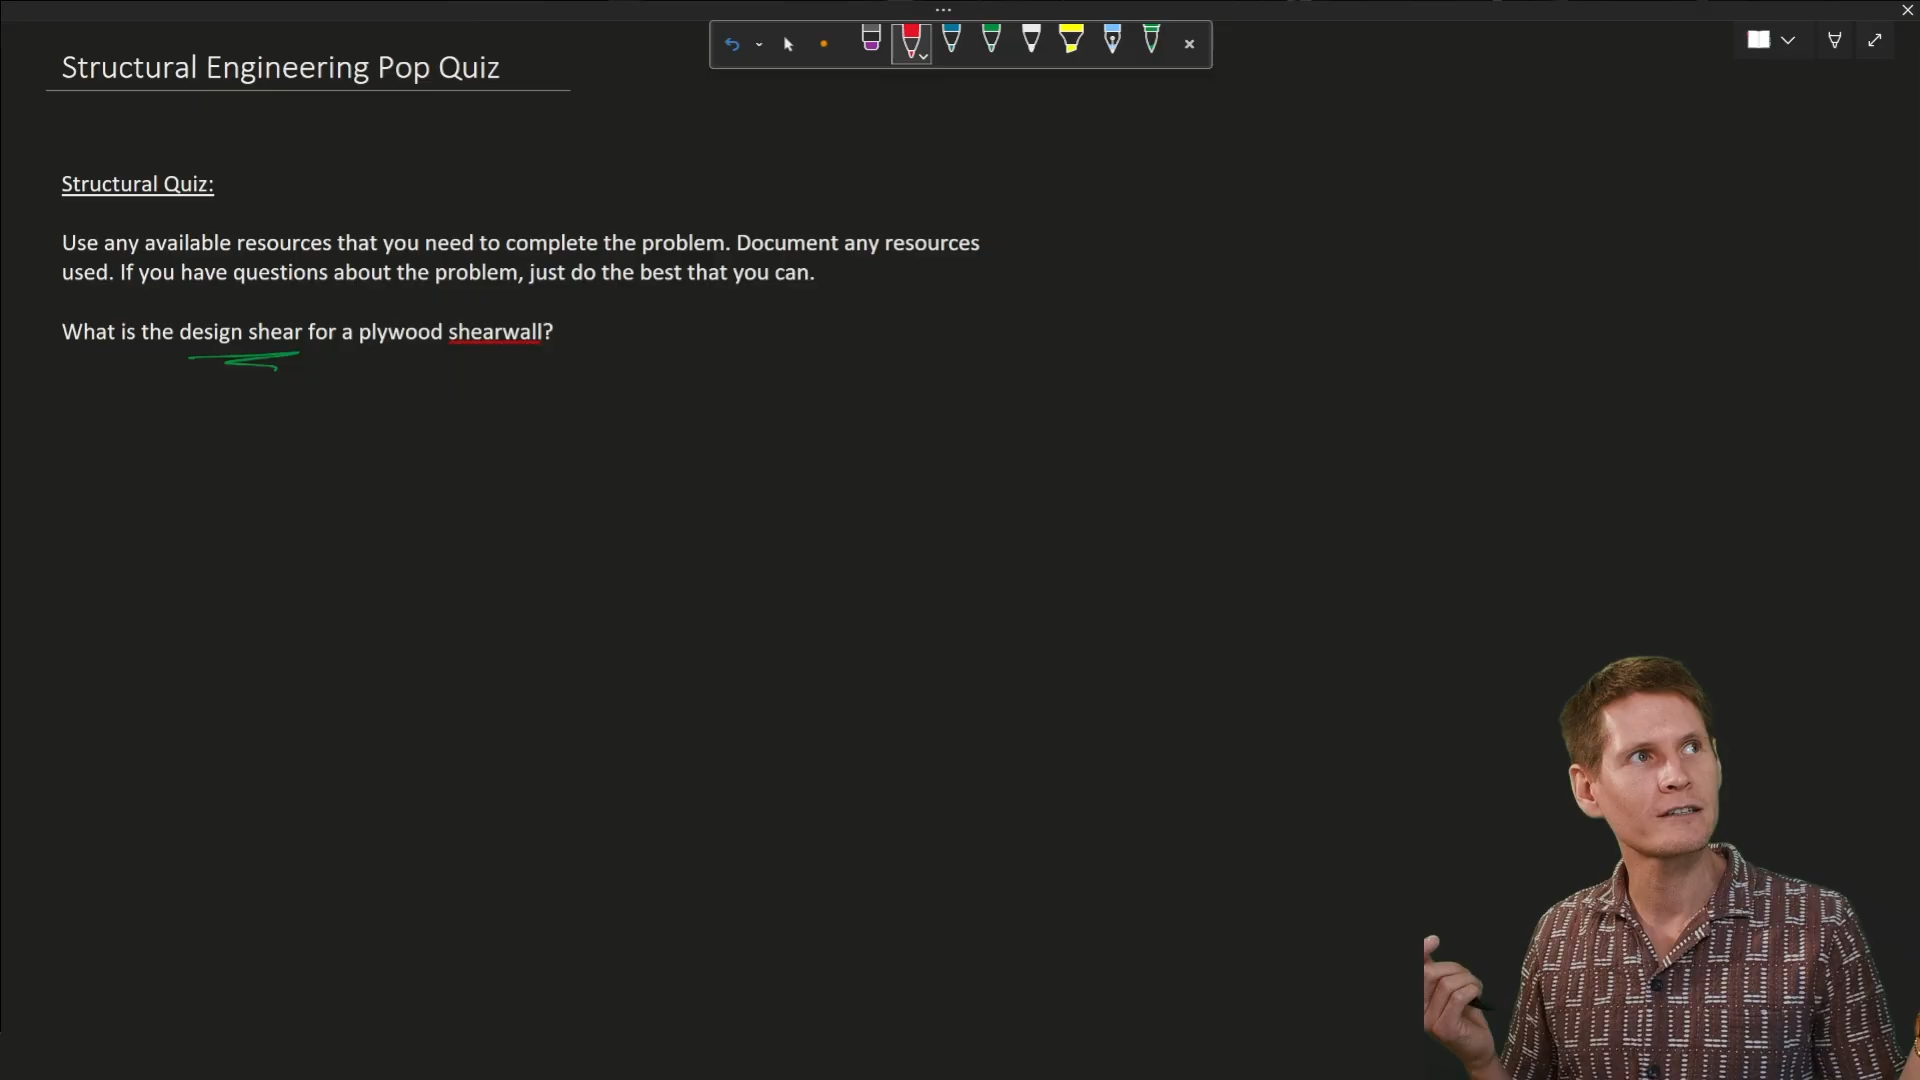 Structural Engineering Pop Quiz
Structural Quiz:
Use any available resources that you need to complete the problem. Document any resources
used. If you have questions about the problem, just do the best that you can.
What is the design shear for a plywood shearwall?